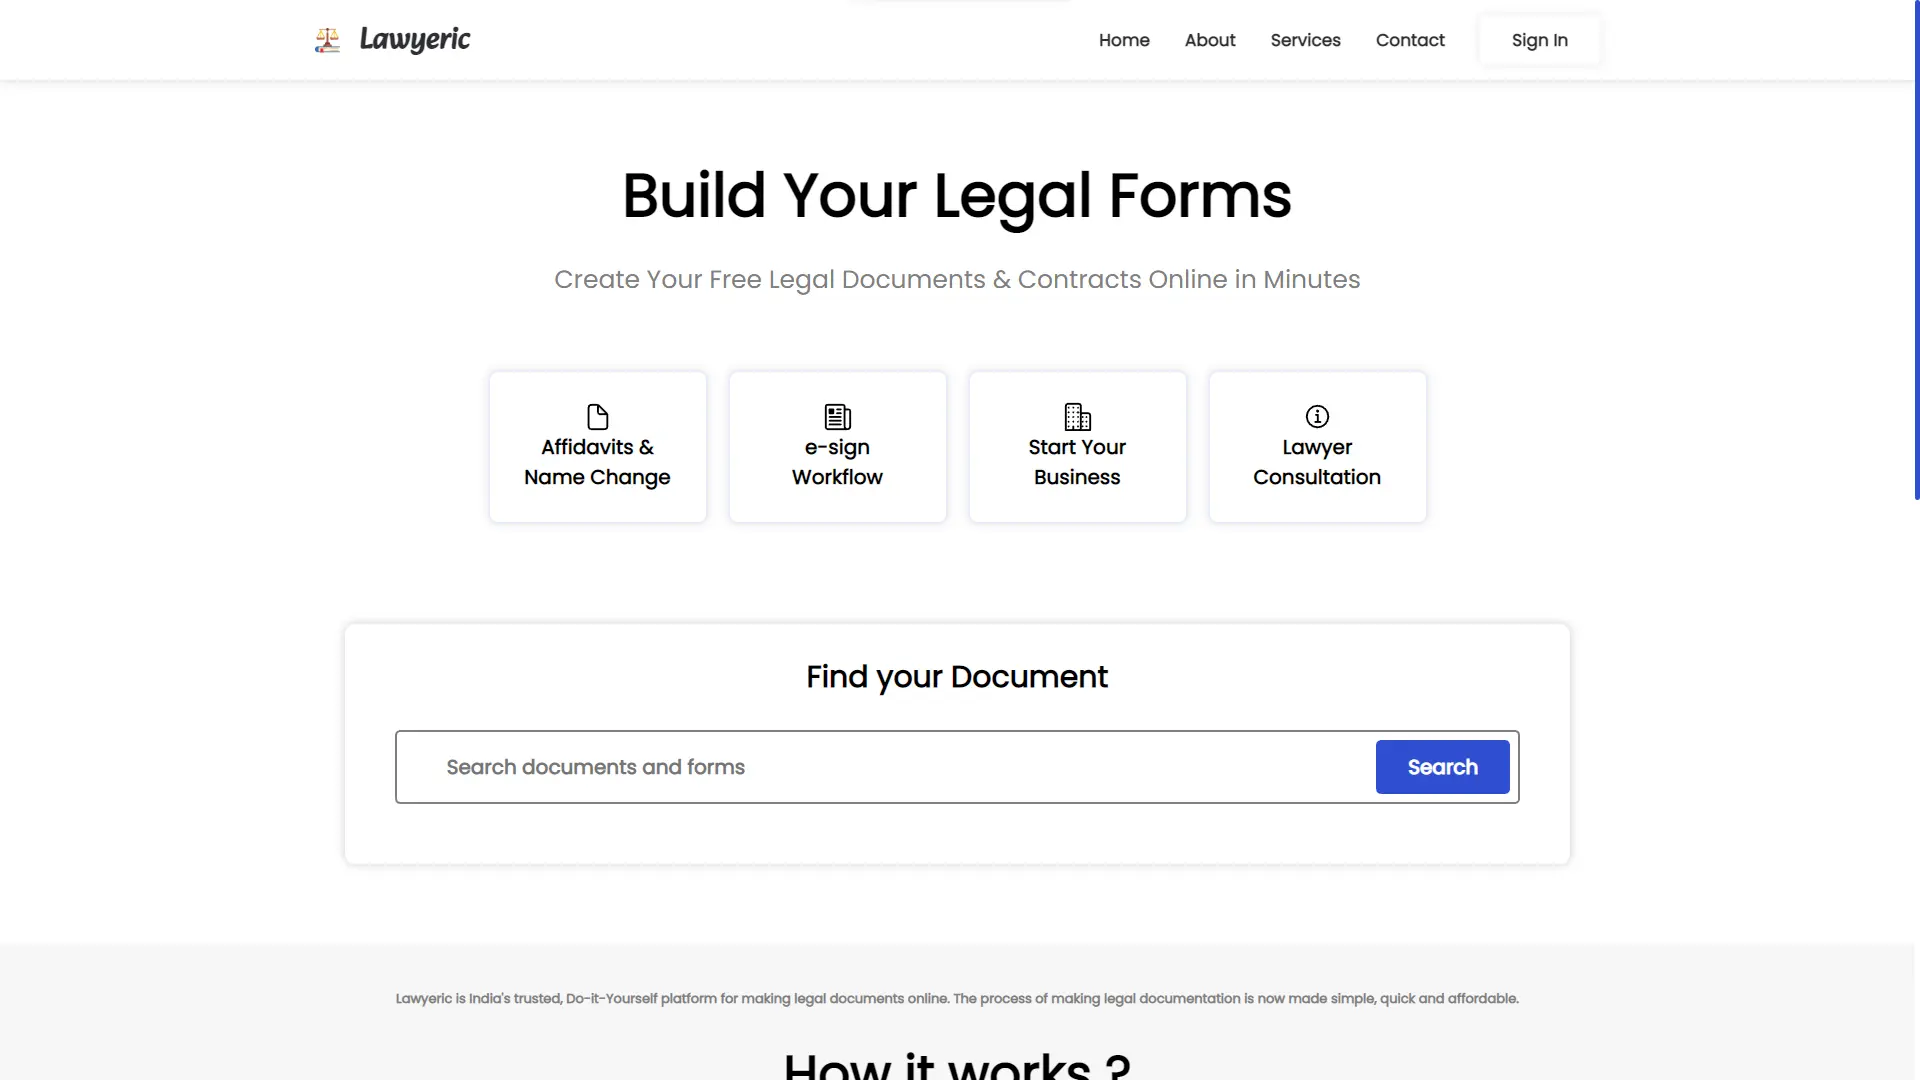 Lawyeric
Home
About
Services
Contact
Sign In
Build Your Legal Forms
Create Your Free Legal Documents & Contracts Online in Minutes
Affidavits &
Name Change
e-sign
Workflow
Start Your
Business
Lawyer
Consultation
Find your Document
Search documents and forms
Search
Lawyeric is India's trusted, Do-it-Yourself platform for making legal documents online. The process of making legal documentation is now made simple, quick and affordable.
How it works ?